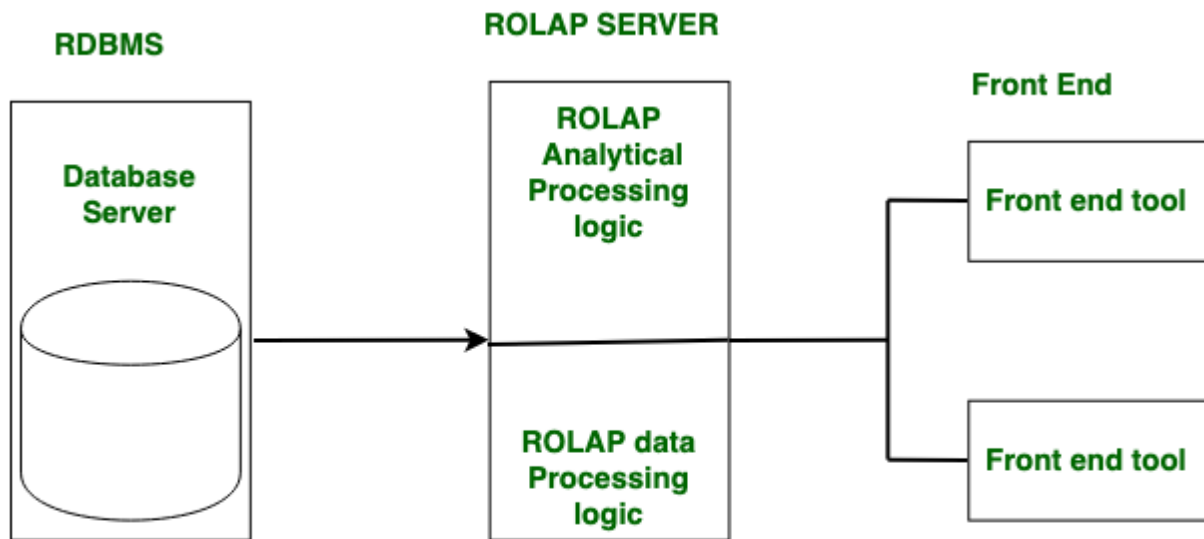 RDBMS
Database
Server
ROLAP SERVER
ROLAP
Analytical
Processing
logic
ROLAP data
Processing
logic
Front End
Front end tool
Front end tool